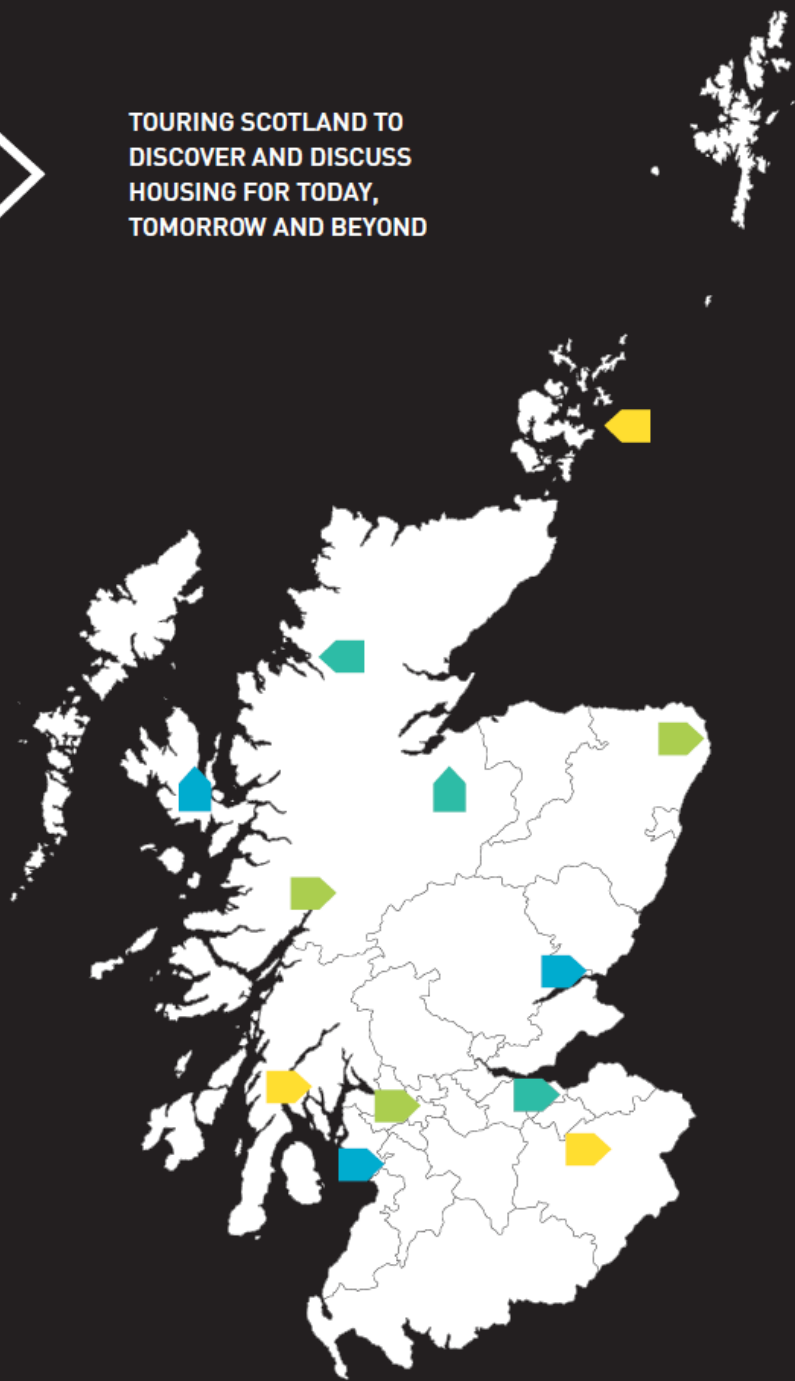 TOURING SCOTLAND TO
DISCOVER AND DISCUSS
HOUSING FOR TODAY,
TOMORROW AND BEYOND